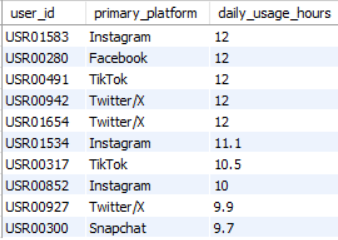 user_id primary_platform daily_usage_hours
USR01583 Instagram 12
USR00280 Facebook 12
USR00491 TikTok 12
USR00942 Twitter/X 12
USR01654 Twitter/X 12
USR01534 Instagram 11.1
USR00317 TikTok 10.5
USR00852 Instagram 10
USR00927 Twitter/X 9.9
USR00300 Snapchat 9.7